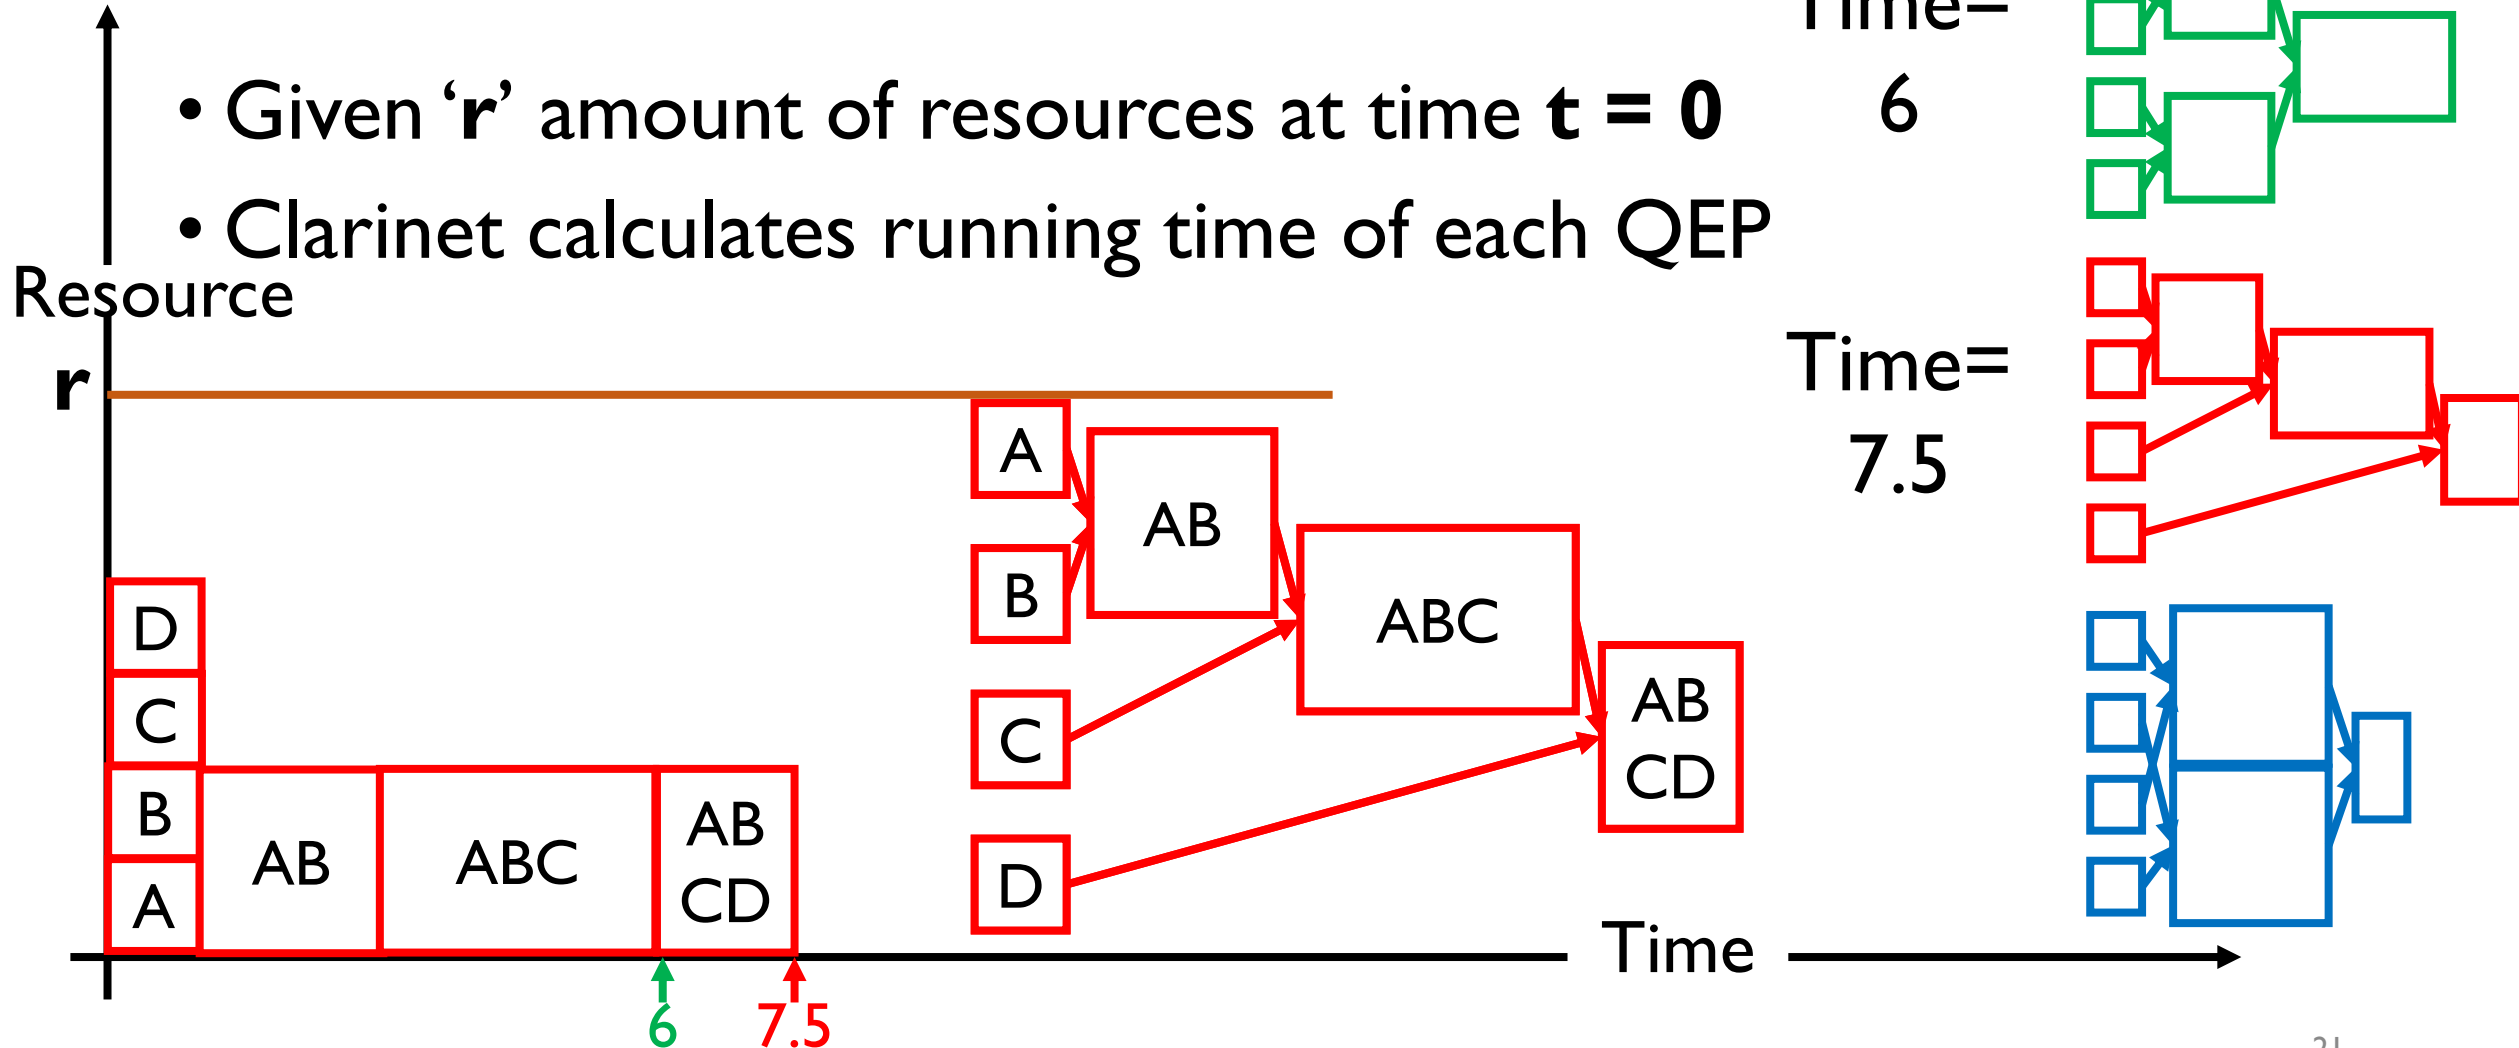 Time=
6
• Given ‘r’ amount of resources at time t = 0
• Clarinet calculates running time of each QEP
Resource
r
Time=
7.5
A
AB
B
ABC
C
AB
CD
D
D
C
B
A
AB
ABC
AB
CD
Time
6
7.5
21